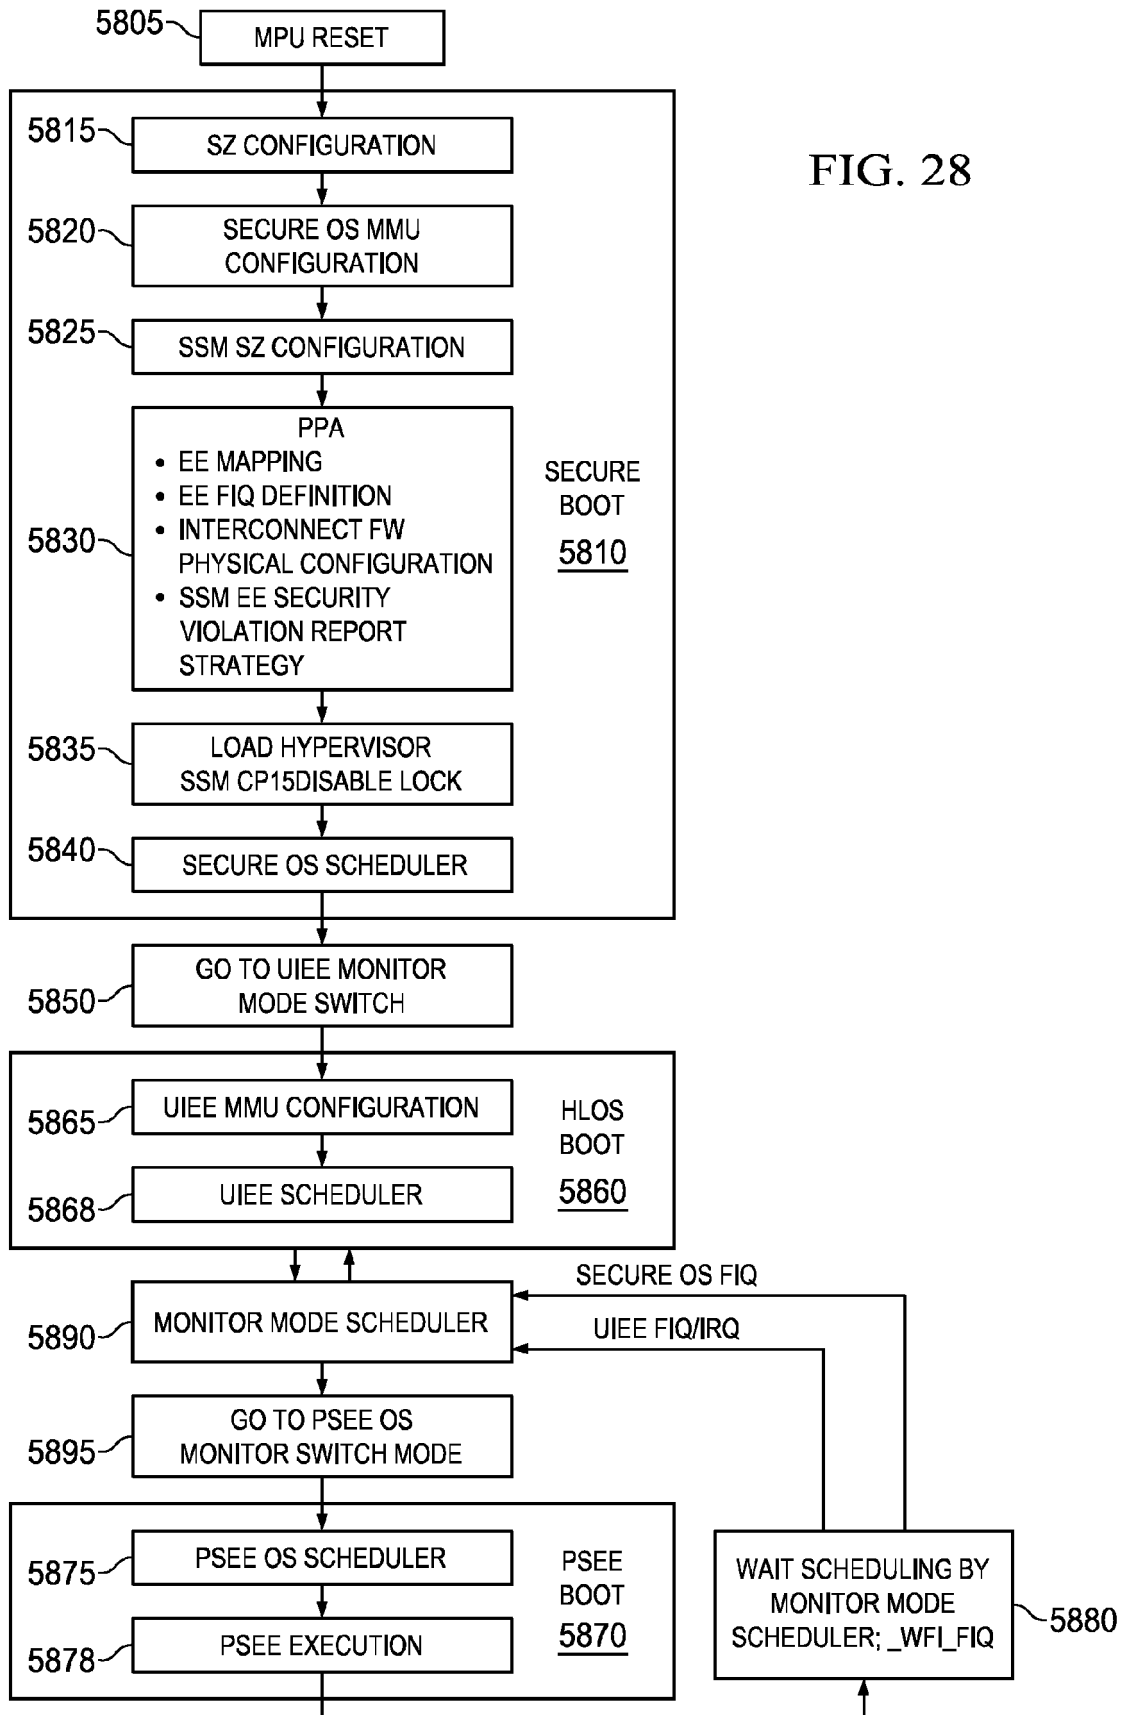 5805
MPU RESET
FIG. 28
5815
SZ CONFIGURATION
5820
SECURE OS MMU
CONFIGURATION
5825
SSM SZ CONFIGURATION
5830
PPA
• EE MAPPING
• EE FIQ DEFINITION
• INTERCONNECT FW
PHYSICAL CONFIGURATION
• SSM EE SECURITY
VIOLATION REPORT
STRATEGY
SECURE
BOOT
5810
5835
LOAD HYPERVISOR
SSM CP15DISABLE LOCK
5840
SECURE OS SCHEDULER
5850
GO TO UIEE MONITOR
MODE SWITCH
5865
UIEE MMU CONFIGURATION
5868
UIEE SCHEDULER
HLOS
BOOT
5860
SECURE OS FIQ
5890
MONITOR MODE SCHEDULER
UIEE FIQ/IRQ
5895
GO TO PSEE OS
MONITOR SWITCH MODE
5875
PSEE OS SCHEDULER
5878
PSEE EXECUTION
PSEE
BOOT
5870
WAIT SCHEDULING BY
MONITOR MODE
SCHEDULER; _WFI_FIQ
5880